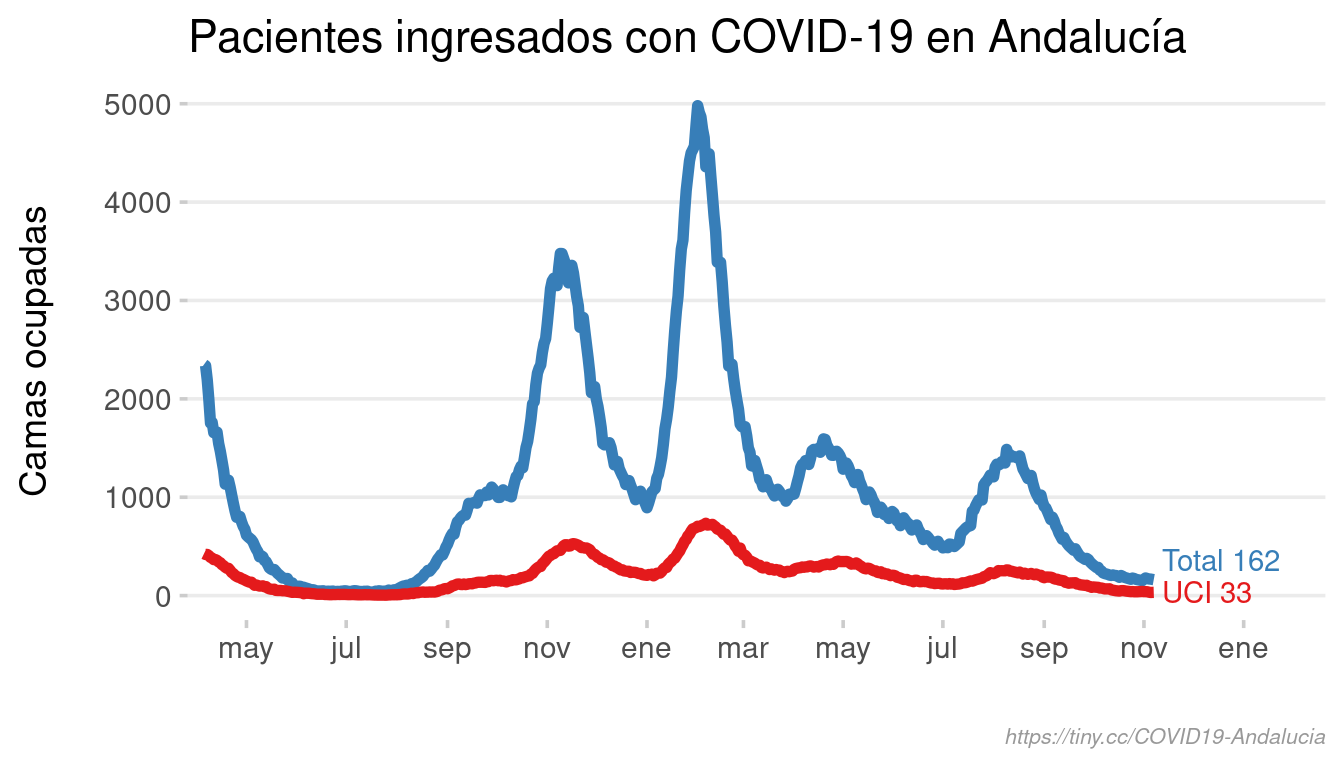 Pacientes ingresados con COVID-19 en Andalucía
Camas ocupadas
5000
4000
3000
2000
1000
0
Total 162
UCI 33
may jul sep nov ene mar may jul sep nov ene
https://tiny.cc/COVID19-Andalucia